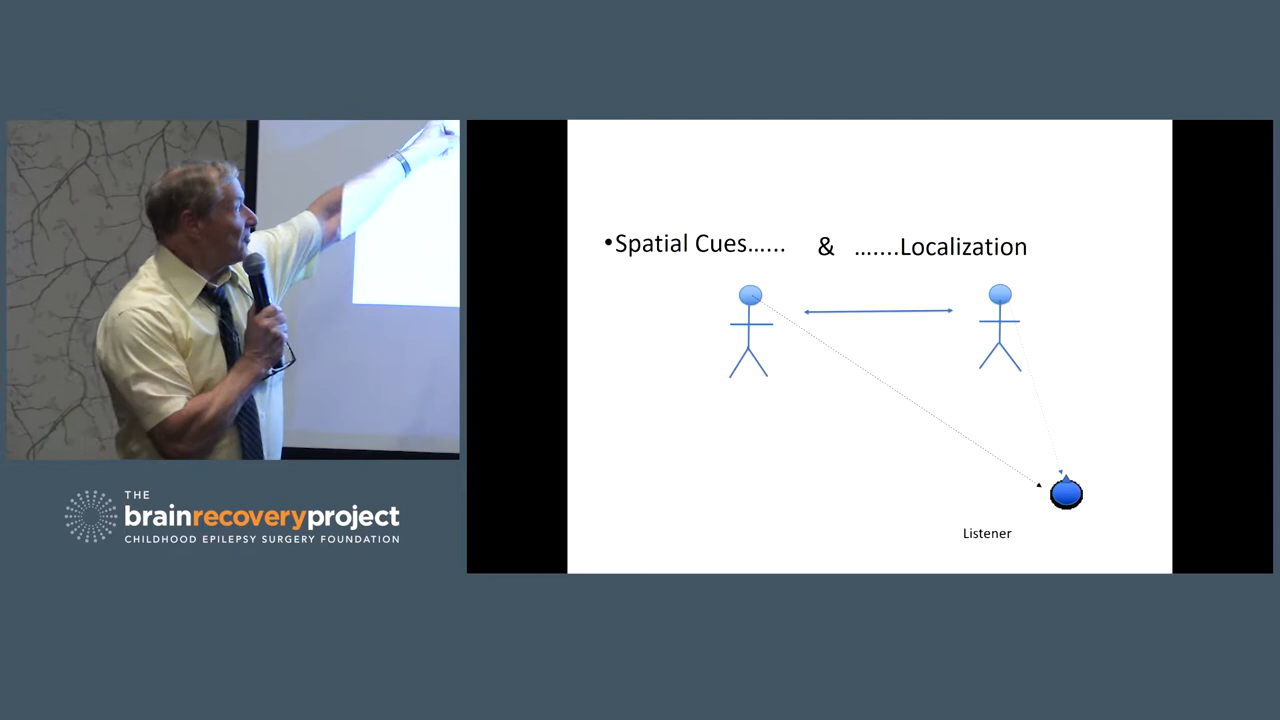 •Spatial Cues...... & .......Localization
Listener
THE
brainrecoveryproject
CHILDHOOD EPILEPSY SURGERY FOUNDATION